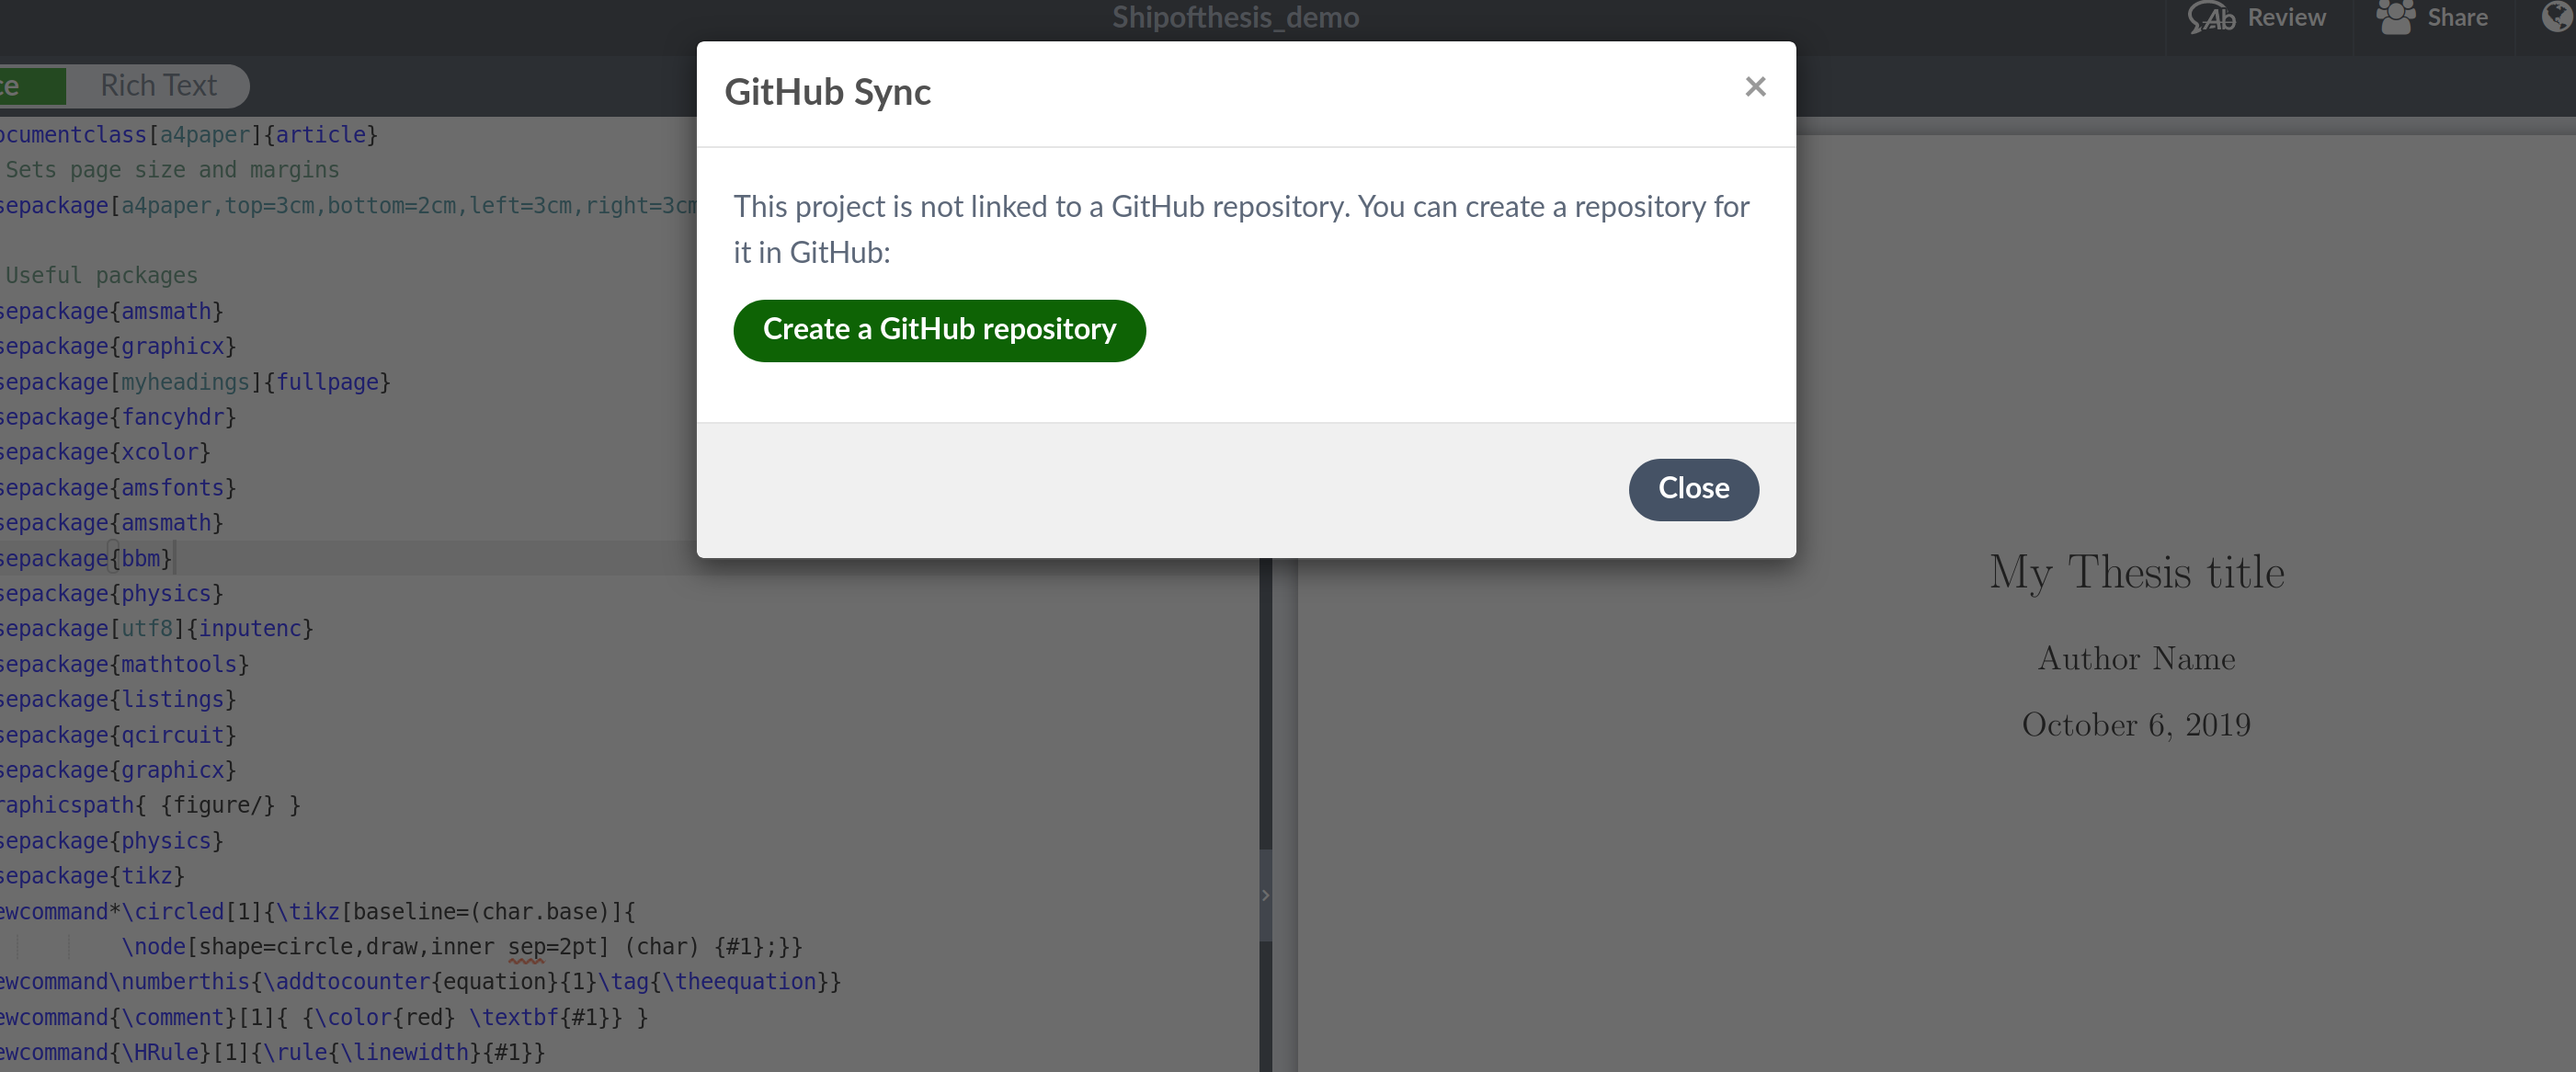 Shipofthesis_demo
Review
Share
ce
Rich Text
GitHub Sync
×
This project is not linked to a GitHub repository. You can create a repository for
it in GitHub:
Create a GitHub repository
Close
ocumentclass[a4paper]{article}
Sets page size and margins
sepackage[a4paper,top=3cm,bottom=2cm,left=3cm,right=3cm
Useful packages
sepackage{amsmath}
sepackage{graphicx}
sepackage[myheadings]{fullpage}
sepackage{fancyhdr}
sepackage{xcolor}
sepackage{amsfonts}
sepackage{amsmath}
sepackage{bbm}
sepackage{physics}
sepackage[utf8]{inputenc}
sepackage{mathtools}
sepackage{listings}
sepackage{qcircuit}
sepackage{graphicx}
raphicspath{ {figure/} }
sepackage{physics}
sepackage{tikz}
ewcommand*\circled[1]{\tikz[baseline=(char.base)]{
\node[shape=circle,draw,inner sep=2pt] (char) {#1};}}
ewcommand\numberthis{\addtocounter{equation}{1}\tag{\theequation}}
ewcommand{\comment}[1]{ {\color{red} \textbf{#1}} }
ewcommand{\HRule}[1]{\rule{\linewidth}{#1}}
My Thesis title
Author Name
October 6, 2019